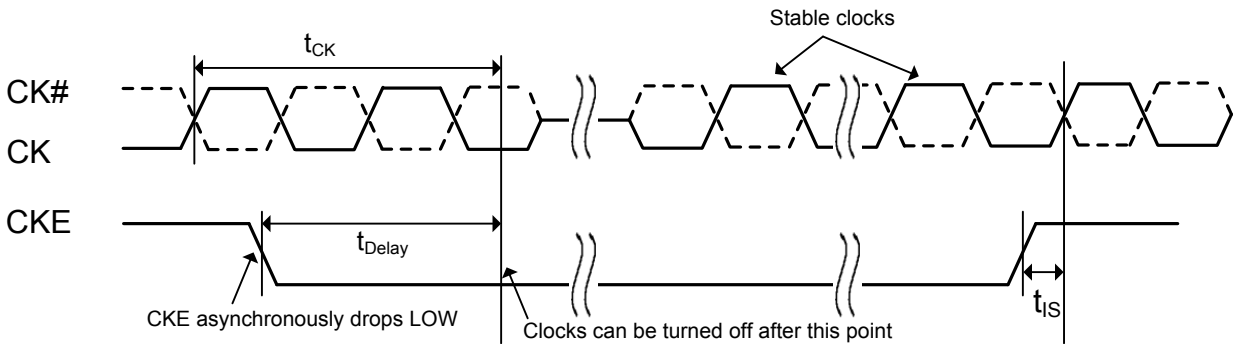 Stable clocks
tCK
CK#
CK
CKE
tDelay
tIS
CKE asynchronously drops LOW
Clocks can be turned off after this point